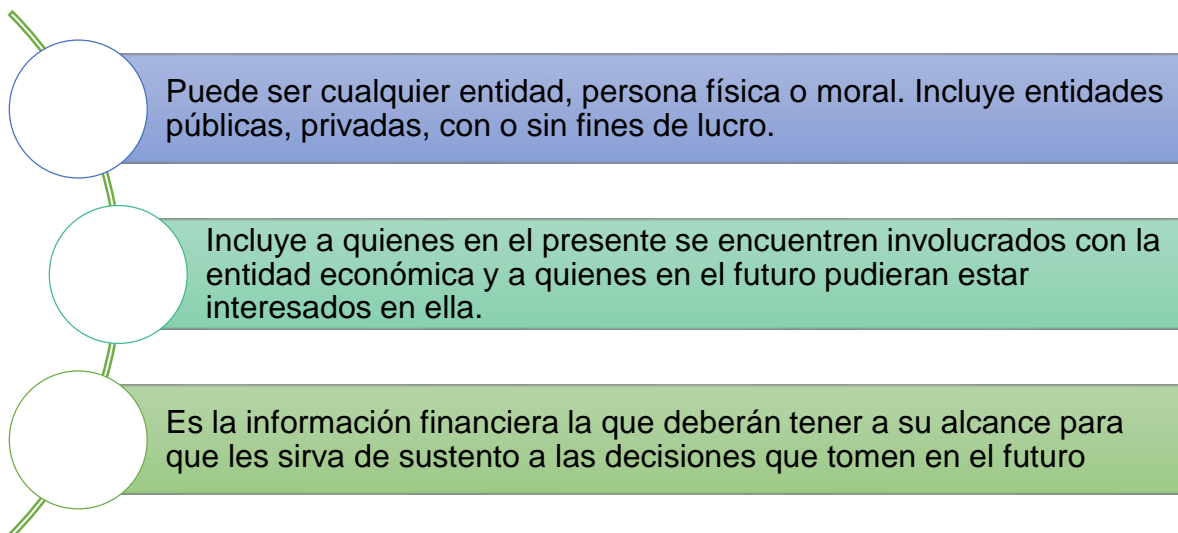 Puede ser cualquier entidad, persona física o moral. Incluye entidades
públicas, privadas, con o sin fines de lucro.
Incluye a quienes en el presente se encuentren involucrados con la
entidad económica y a quienes en el futuro pudieran estar
interesados en ella.
Es la información financiera la que deberán tener a su alcance para
que les sirva de sustento a las decisiones que tomen en el futuro